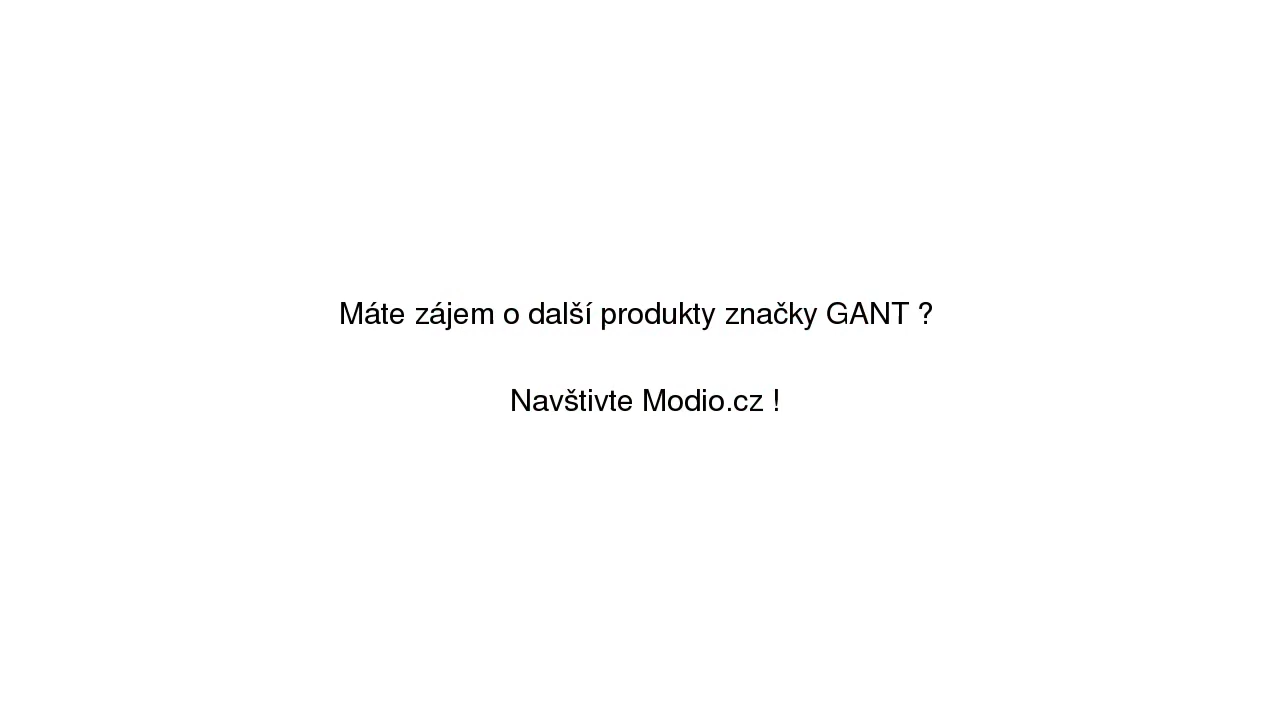 Máte zájem o další produkty značky GANT ?
Navštivte Modio.cz !